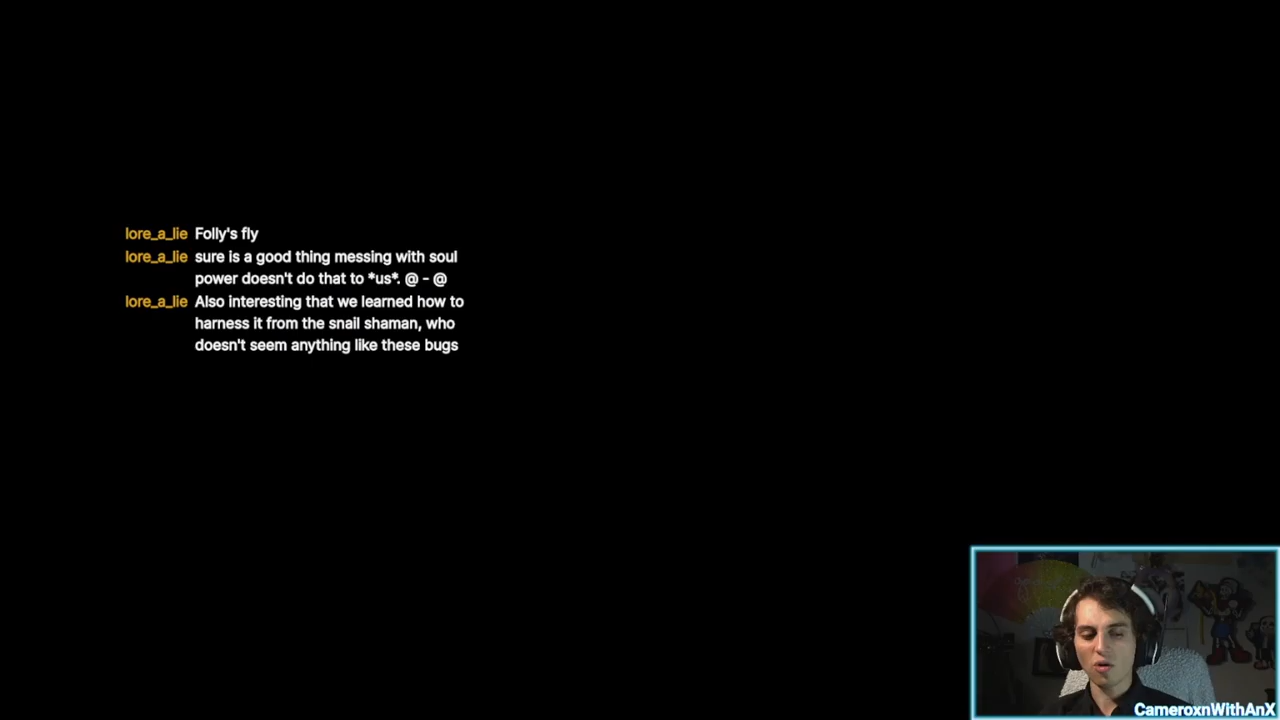 lore_a_lie Folly's fly
lore_a_lie sure is a good thing messing with soul
power doesn't do that to *us*. @ - @
lore_a_lie Also interesting that we learned how to
harness it from the snail shaman, who
doesn't seem anything like these bugs
CameroxnWithAnX